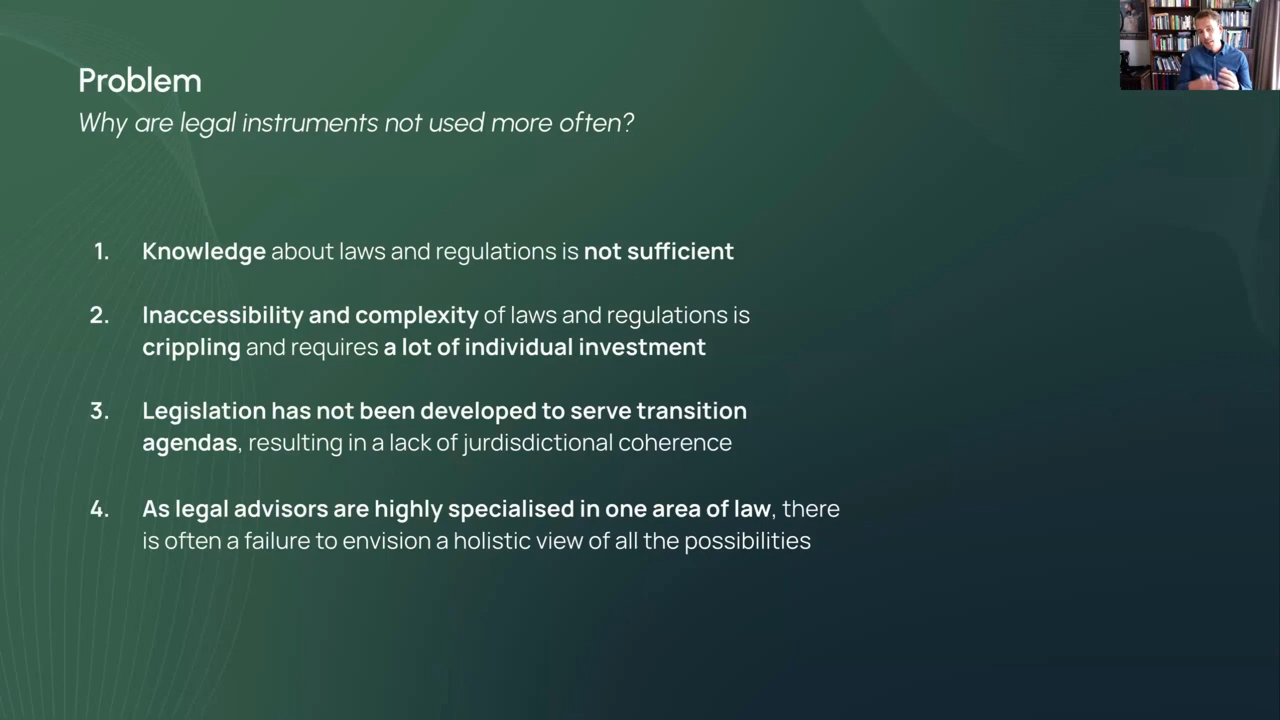 Problem
Why are legal instruments not used more often?
1. Knowledge about laws and regulations is not sufficient
2. Inaccessibility and complexity of laws and regulations is
crippling and requires a lot of individual investment
3. Legislation has not been developed to serve transition
agendas, resulting in a lack of jurdisdictional coherence
4. As legal advisors are highly specialised in one area of law, there
is often a failure to envision a holistic view of all the possibilities